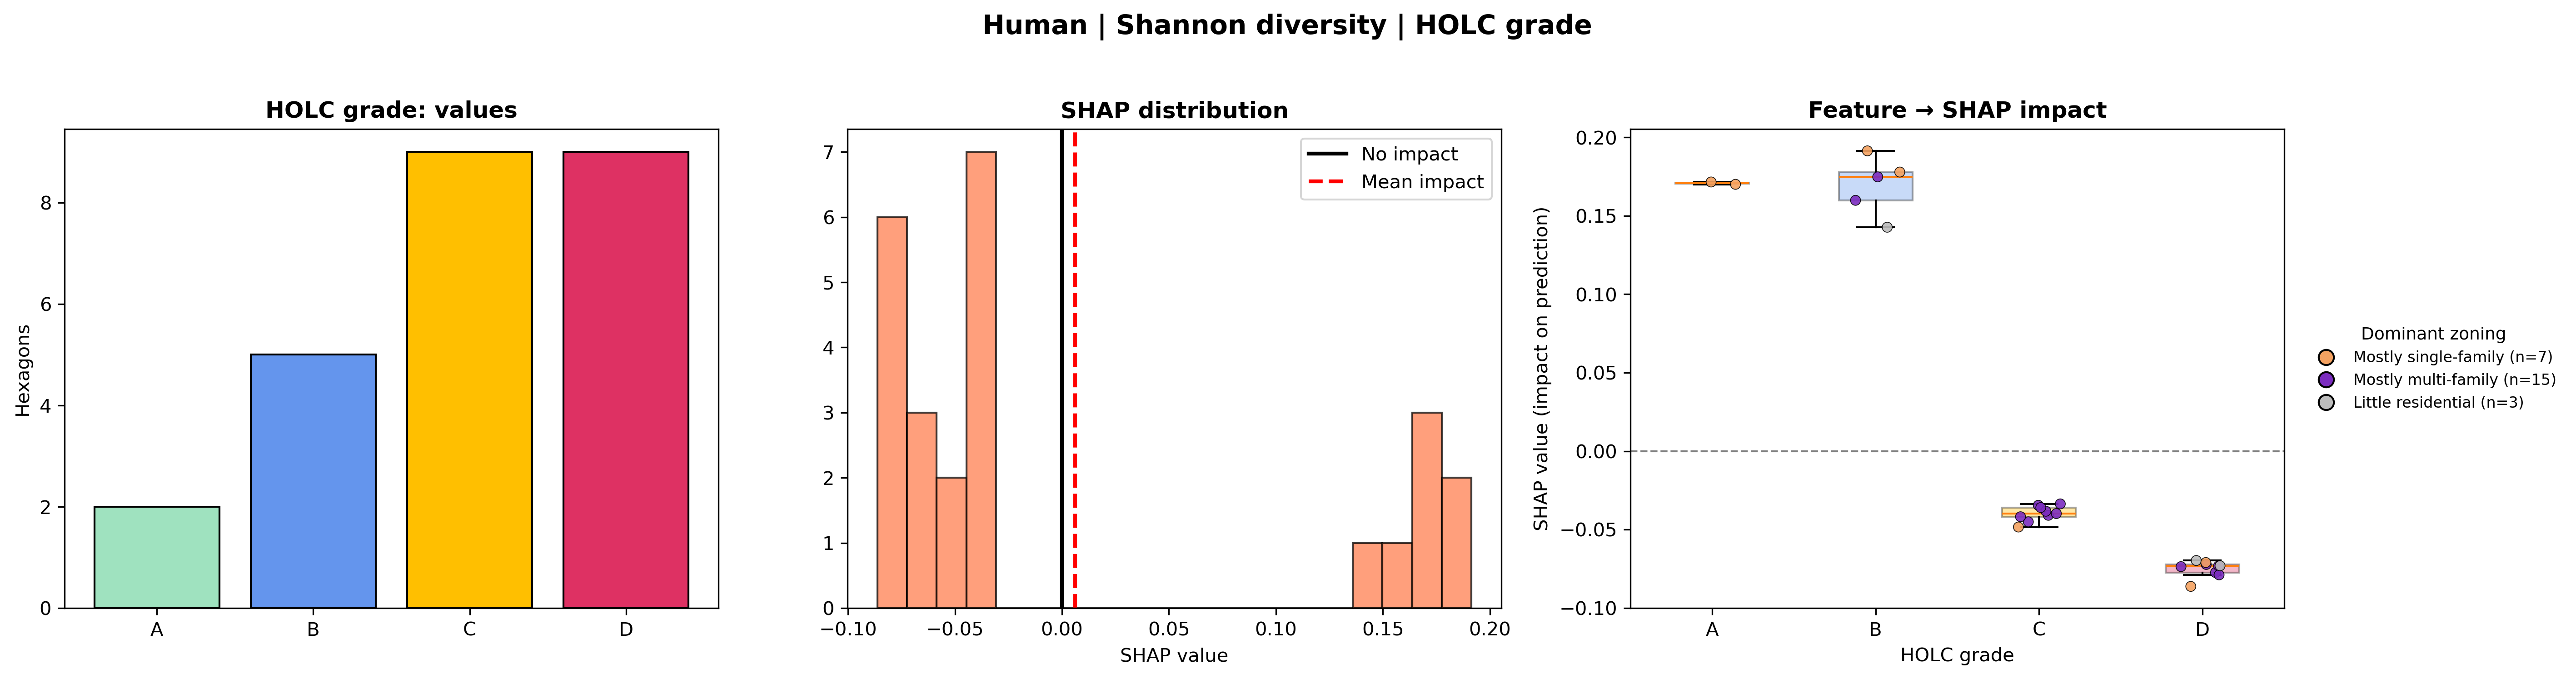 Human | Shannon diversity | HOLC grade
HOLC grade: values
Hexagons
8
6
4
2
0
A
B
C
D
SHAP distribution
7
6
5
4
3
2
1
0
No impact
Mean impact
−0.10
−0.05
0.00
0.05
0.10
0.15
0.20
SHAP value
Feature → SHAP impact
SHAP value (impact on prediction)
0.20
0.15
0.10
0.05
0.00
−0.05
−0.10
A
B
C
D
HOLC grade
Dominant zoning
Mostly single-family (n=7)
Mostly multi-family (n=15)
Little residential (n=3)